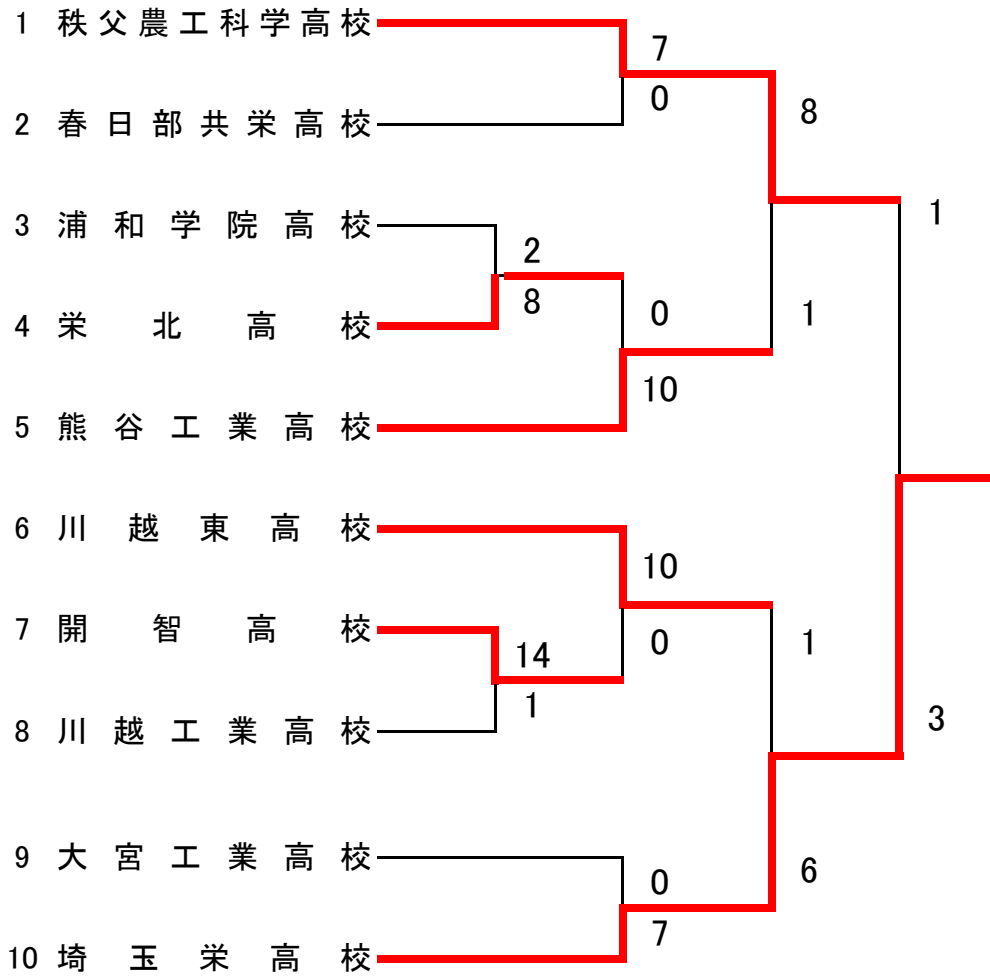 1 秩父農工科学高校
7
0
8
2 春日部共栄高校
1
3 浦和学院高校
2
8
0
1
4 栄北高校
10
5 熊谷工業高校
6 川越東高校
10
0
1
7 開智高校
14
1
3
8 川越工業高校
9 大宮工業高校
0
7
6
10 埼玉栄高校